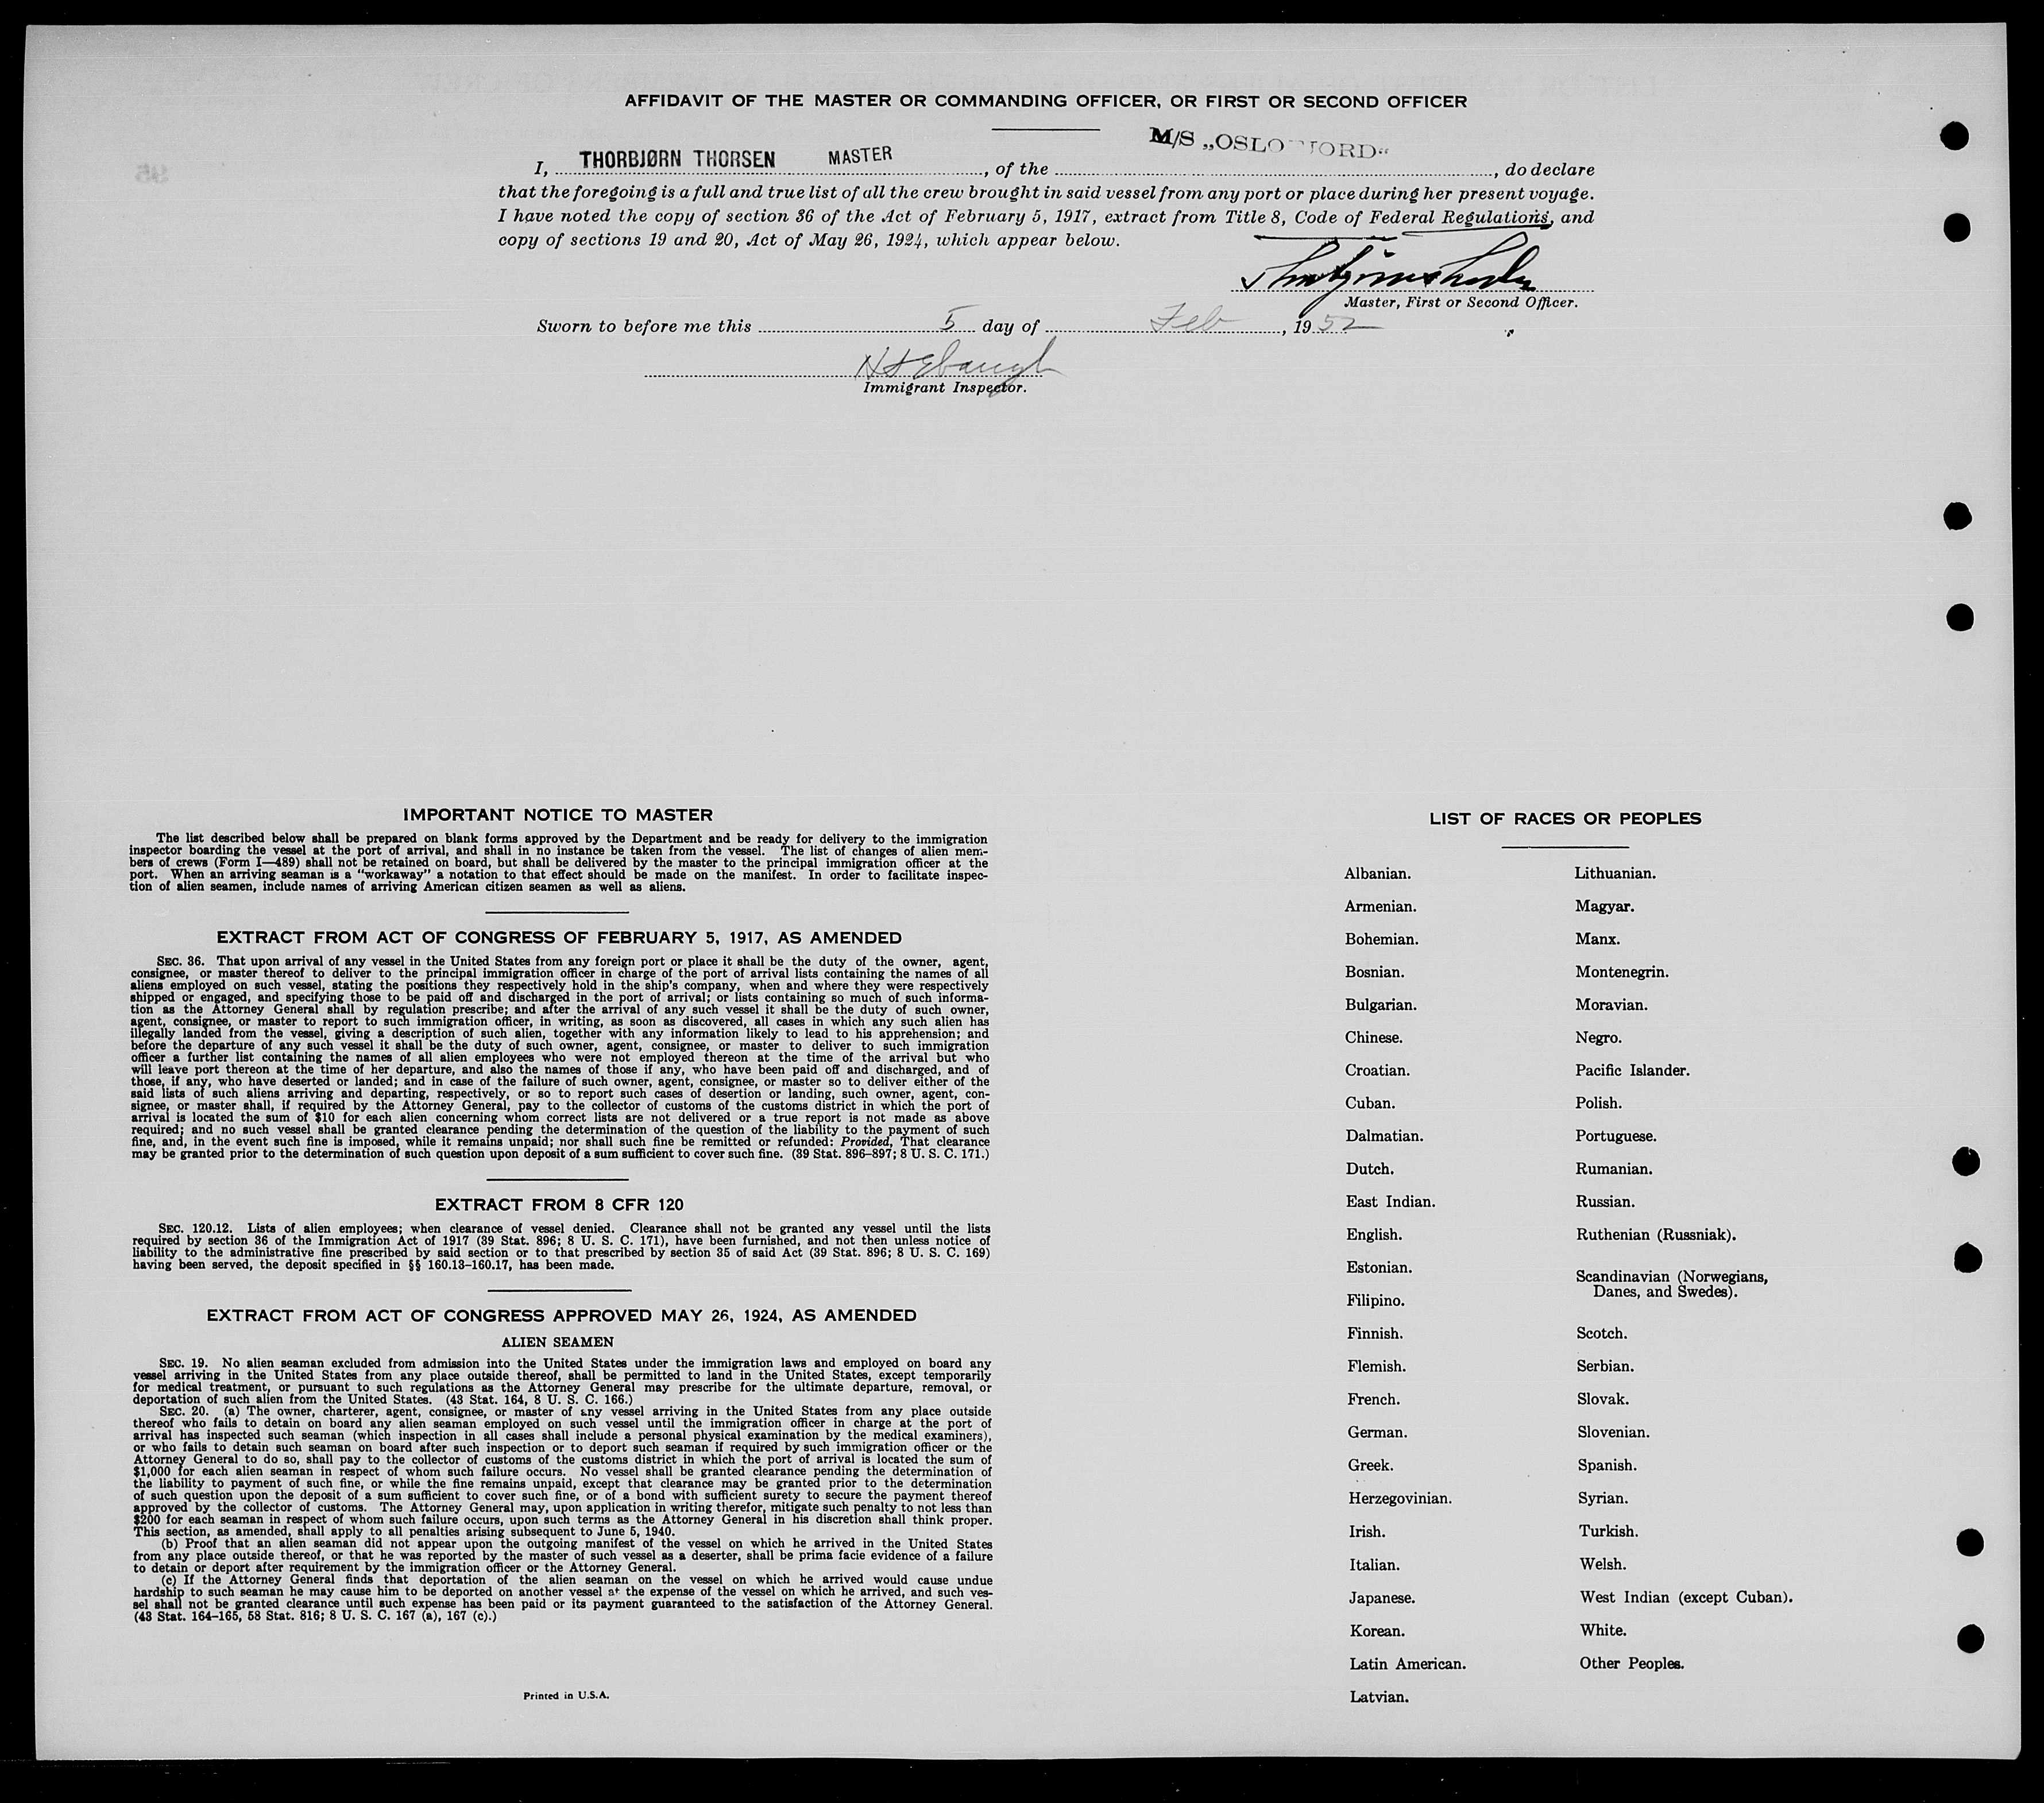 AFFIDAVIT OF THE MASTER OR COMMANDING OFFICER, OR FIRST OR SECOND OFFICER
I, THORBJØRN THORSEN MASTER, of the M/S „OSLOFJORD“, do declare
that the foregoing is a full and true list of all the crew brought in said vessel from any port or place during her present voyage.
I have noted the copy of section 36 of the Act of February 5, 1917, extract from Title 8, Code of Federal Regulations, and
copy of sections 19 and 20, Act of May 26, 1924, which appear below.
Master, First or Second Officer.
Sworn to before me this 5 day of Feb, 1952
Ebaugh
Immigrant Inspector.
IMPORTANT NOTICE TO MASTER
The list described below shall be prepared on blank forms approved by the Department and be ready for delivery to the immigration
inspector boarding the vessel at the port of arrival, and shall in no instance be taken from the vessel. The list of changes of alien mem-
bers of crews (Form I—489) shall not be retained on board, but shall be delivered by the master to the principal immigration officer at the
port. When an arriving seaman is a "workaway" a notation to that effect should be made on the manifest. In order to facilitate inspec-
tion of alien seamen, include names of arriving American citizen seamen as well as aliens.
EXTRACT FROM ACT OF CONGRESS OF FEBRUARY 5, 1917, AS AMENDED
SEC. 36. That upon arrival of any vessel in the United States from any foreign port or place it shall be the duty of the owner, agent,
consignee, or master thereof to deliver to the principal immigration officer in charge of the port of arrival lists containing the names of all
aliens employed on such vessel, stating the positions they respectively hold in the ship's company, when and where they were respectively
shipped or engaged, and specifying those to be paid off and discharged in the port of arrival; or lists containing so much of such informa-
tion as the Attorney General shall by regulation prescribe; and after the arrival of any such vessel it shall be the duty of such owner,
agent, consignee, or master to report to such immigration officer, in writing, as soon as discovered, all cases in which any such alien has
illegally landed from the vessel, giving a description of such alien, together with any information likely to lead to his apprehension; and
before the departure of any such vessel it shall be the duty of such owner, agent, consignee, or master to deliver to such immigration
officer a further list containing the names of all alien employees who were not employed thereon at the time of the arrival but who
will leave port thereon at the time of her departure, and also the names of those if any, who have been paid off and discharged, and of
those, if any, who have deserted or landed; and in case of the failure of such owner, agent, consignee, or master so to deliver either of the
said lists of such aliens arriving and departing, respectively, or so to report such cases of desertion or landing, such owner, agent, con-
signee, or master shall, if required by the Attorney General, pay to the collector of customs of the customs district in which the port of
arrival is located the sum of $10 for each alien concerning whom correct lists are not delivered or a true report is not made as above
required; and no such vessel shall be granted clearance pending the determination of the question of the liability to the payment of such
fine, and, in the event such fine is imposed, while it remains unpaid; nor shall such fine be remitted or refunded: Provided, That clearance
may be granted prior to the determination of such question upon deposit of a sum sufficient to cover such fine. (39 Stat. 896–897; 8 U. S. C. 171.)
EXTRACT FROM 8 CFR 120
SEC. 120.12. Lists of alien employees; when clearance of vessel denied. Clearance shall not be granted any vessel until the lists
required by section 36 of the Immigration Act of 1917 (39 Stat. 896; 8 U. S. C. 171), have been furnished, and not then unless notice of
liability to the administrative fine prescribed by said section or to that prescribed by section 35 of said Act (39 Stat. 896; 8 U. S. C. 169)
having been served, the deposit specified in §§ 160.13–160.17, has been made.
EXTRACT FROM ACT OF CONGRESS APPROVED MAY 26, 1924, AS AMENDED
ALIEN SEAMEN
SEC. 19. No alien seaman excluded from admission into the United States under the immigration laws and employed on board any
vessel arriving in the United States from any place outside thereof, shall be permitted to land in the United States, except temporarily
for medical treatment, or pursuant to such regulations as the Attorney General may prescribe for the ultimate departure, removal, or
deportation of such alien from the United States. (43 Stat. 164, 8 U. S. C. 166.)
SEC. 20. (a) The owner, charterer, agent, consignee, or master of any vessel arriving in the United States from any place outside
thereof who fails to detain on board any alien seaman employed on such vessel until the immigration officer in charge at the port of
arrival has inspected such seaman (which inspection in all cases shall include a personal physical examination by the medical examiners),
or who fails to detain such seaman on board after such inspection or to deport such seaman if required by such immigration officer or the
Attorney General to do so, shall pay to the collector of customs of the customs district in which the port of arrival is located the sum of
$1,000 for each alien seaman in respect of whom such failure occurs. No vessel shall be granted clearance pending the determination of
the liability to payment of such fine, or while the fine remains unpaid, except that clearance may be granted prior to the determination
of such question upon the deposit of a sum sufficient to cover such fine, or of a bond with sufficient surety to secure the payment thereof
approved by the collector of customs. The Attorney General may, upon application in writing therefor, mitigate such penalty to not less than
$200 for each seaman in respect of whom such failure occurs, upon such terms as the Attorney General in his discretion shall think proper.
This section, as amended, shall apply to all penalties arising subsequent to June 5, 1940.
(b) Proof that an alien seaman did not appear upon the outgoing manifest of the vessel on which he arrived in the United States
from any place outside thereof, or that he was reported by the master of such vessel as a deserter, shall be prima facie evidence of a failure
to detain or deport after requirement by the immigration officer or the Attorney General.
(c) If the Attorney General finds that deportation of the alien seaman on the vessel on which he arrived would cause undue
hardship to such seaman he may cause him to be deported on another vessel at the expense of the vessel on which he arrived, and such ves-
sel shall not be granted clearance until such expense has been paid or its payment guaranteed to the satisfaction of the Attorney General.
(43 Stat. 164–165, 58 Stat. 816; 8 U. S. C. 167 (a), 167 (c).)
Printed in U.S.A.
LIST OF RACES OR PEOPLES
Albanian.
Armenian.
Bohemian.
Bosnian.
Bulgarian.
Chinese.
Croatian.
Cuban.
Dalmatian.
Dutch.
East Indian.
English.
Estonian.
Filipino.
Finnish.
Flemish.
French.
German.
Greek.
Herzegovinian.
Irish.
Italian.
Japanese.
Korean.
Latin American.
Latvian.
Lithuanian.
Magyar.
Manx.
Montenegrin.
Moravian.
Negro.
Pacific Islander.
Polish.
Portuguese.
Rumanian.
Russian.
Ruthenian (Russniak).
Scandinavian (Norwegians,
Danes, and Swedes).
Scotch.
Serbian.
Slovak.
Slovenian.
Spanish.
Syrian.
Turkish.
Welsh.
West Indian (except Cuban).
White.
Other Peoples.